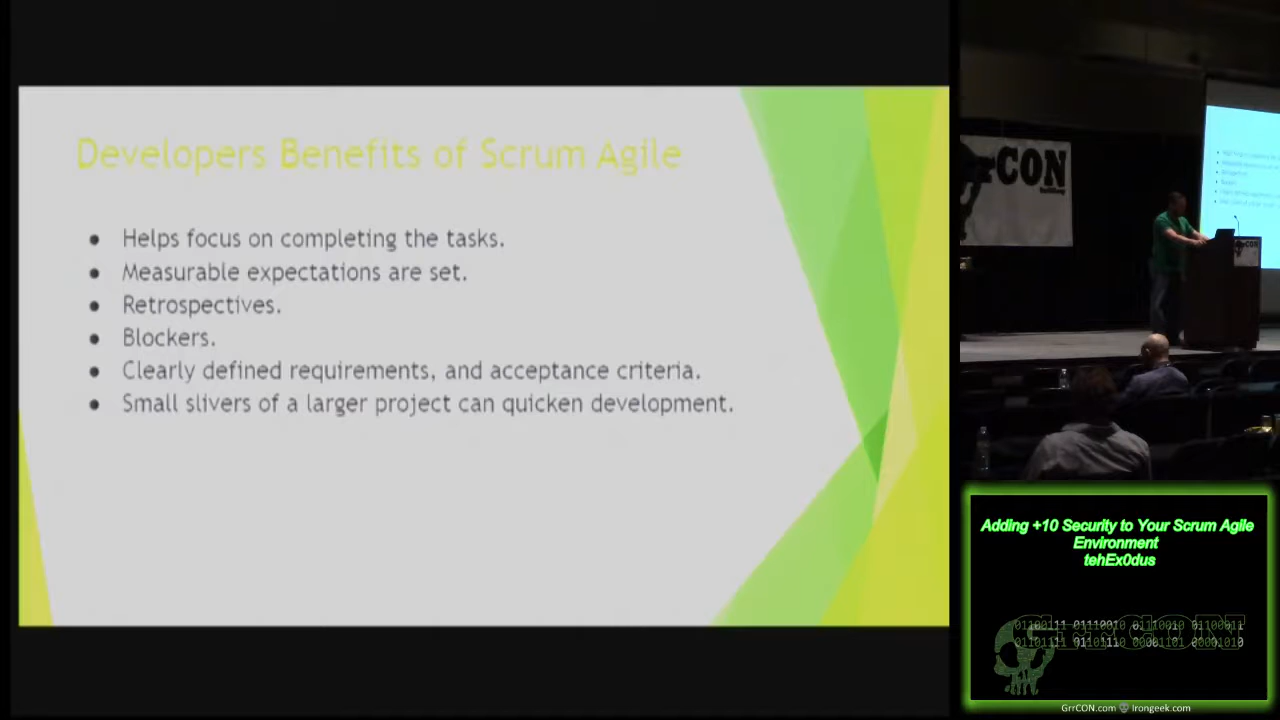 Developers Benefits of Scrum Agile
Helps focus on completing the tasks.
Measurable expectations are set.
Retrospectives.
Blockers.
Clearly defined requirements, and acceptance criteria.
Small slivers of a larger project can quicken development.
CON
Adding +10 Security to Your Scrum Agile
Environment
tehEx0dus
GrrCON
GrrCON.com Irongeek.com